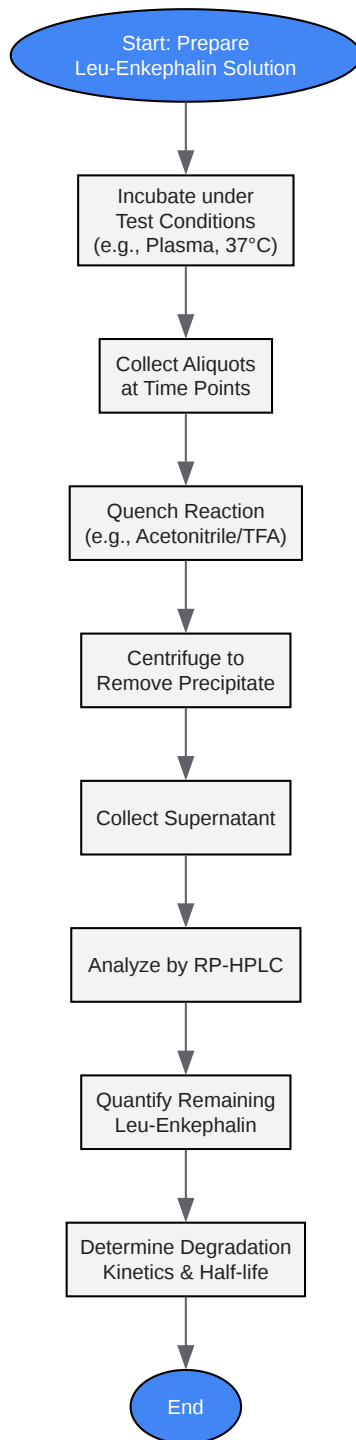 Start: Prepare
Leu-Enkephalin Solution
Incubate under
Test Conditions
(e.g., Plasma, 37°C)
Collect Aliquots
at Time Points
Quench Reaction
(e.g., Acetonitrile/TFA)
Centrifuge to
Remove Precipitate
Collect Supernatant
Analyze by RP-HPLC
Quantify Remaining
Leu-Enkephalin
Determine Degradation
Kinetics & Half-life
End